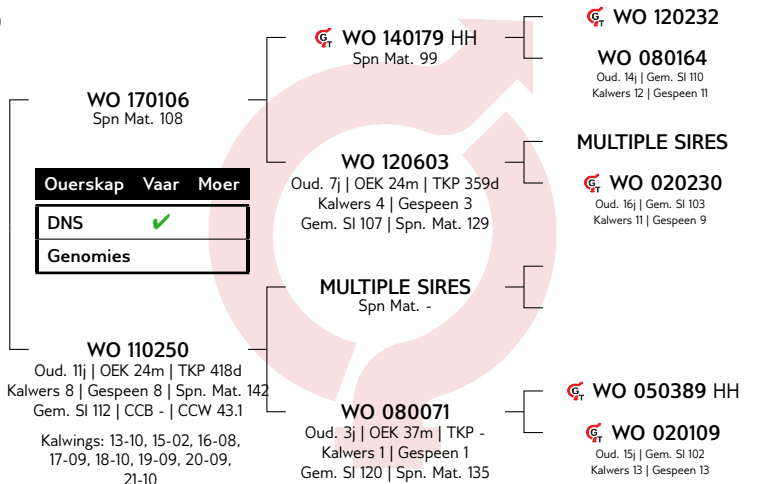 WO 170106
Spn Mat. 108
Ouerskap Vaar Moer
DNS ✔
Genomies
WO 110250
Oud. 11j | OEK 24m | TKP 418d
Kalwers 8 | Gespeen 8 | Spn. Mat. 142
Gem. SI 112 | CCB - | CCW 43.1
Kalwings: 13-10, 15-02, 16-08,
17-09, 18-10, 19-09, 20-09,
21-10
GT WO 140179 HH
Spn Mat. 99
WO 120603
Oud. 7j | OEK 24m | TKP 359d
Kalwers 4 | Gespeen 3
Gem. SI 107 | Spn. Mat. 129
MULTIPLE SIRES
Spn Mat. -
WO 080071
Oud. 3j | OEK 37m | TKP -
Kalwers 1 | Gespeen 1
Gem. SI 120 | Spn. Mat. 135
GT WO 120232
WO 080164
Oud. 14j | Gem. SI 110
Kalwers 12 | Gespeen 11
MULTIPLE SIRES
GT WO 020230
Oud. 16j | Gem. SI 103
Kalwers 11 | Gespeen 9
GT WO 050389 HH
GT WO 020109
Oud. 15j | Gem. SI 102
Kalwers 13 | Gespeen 13